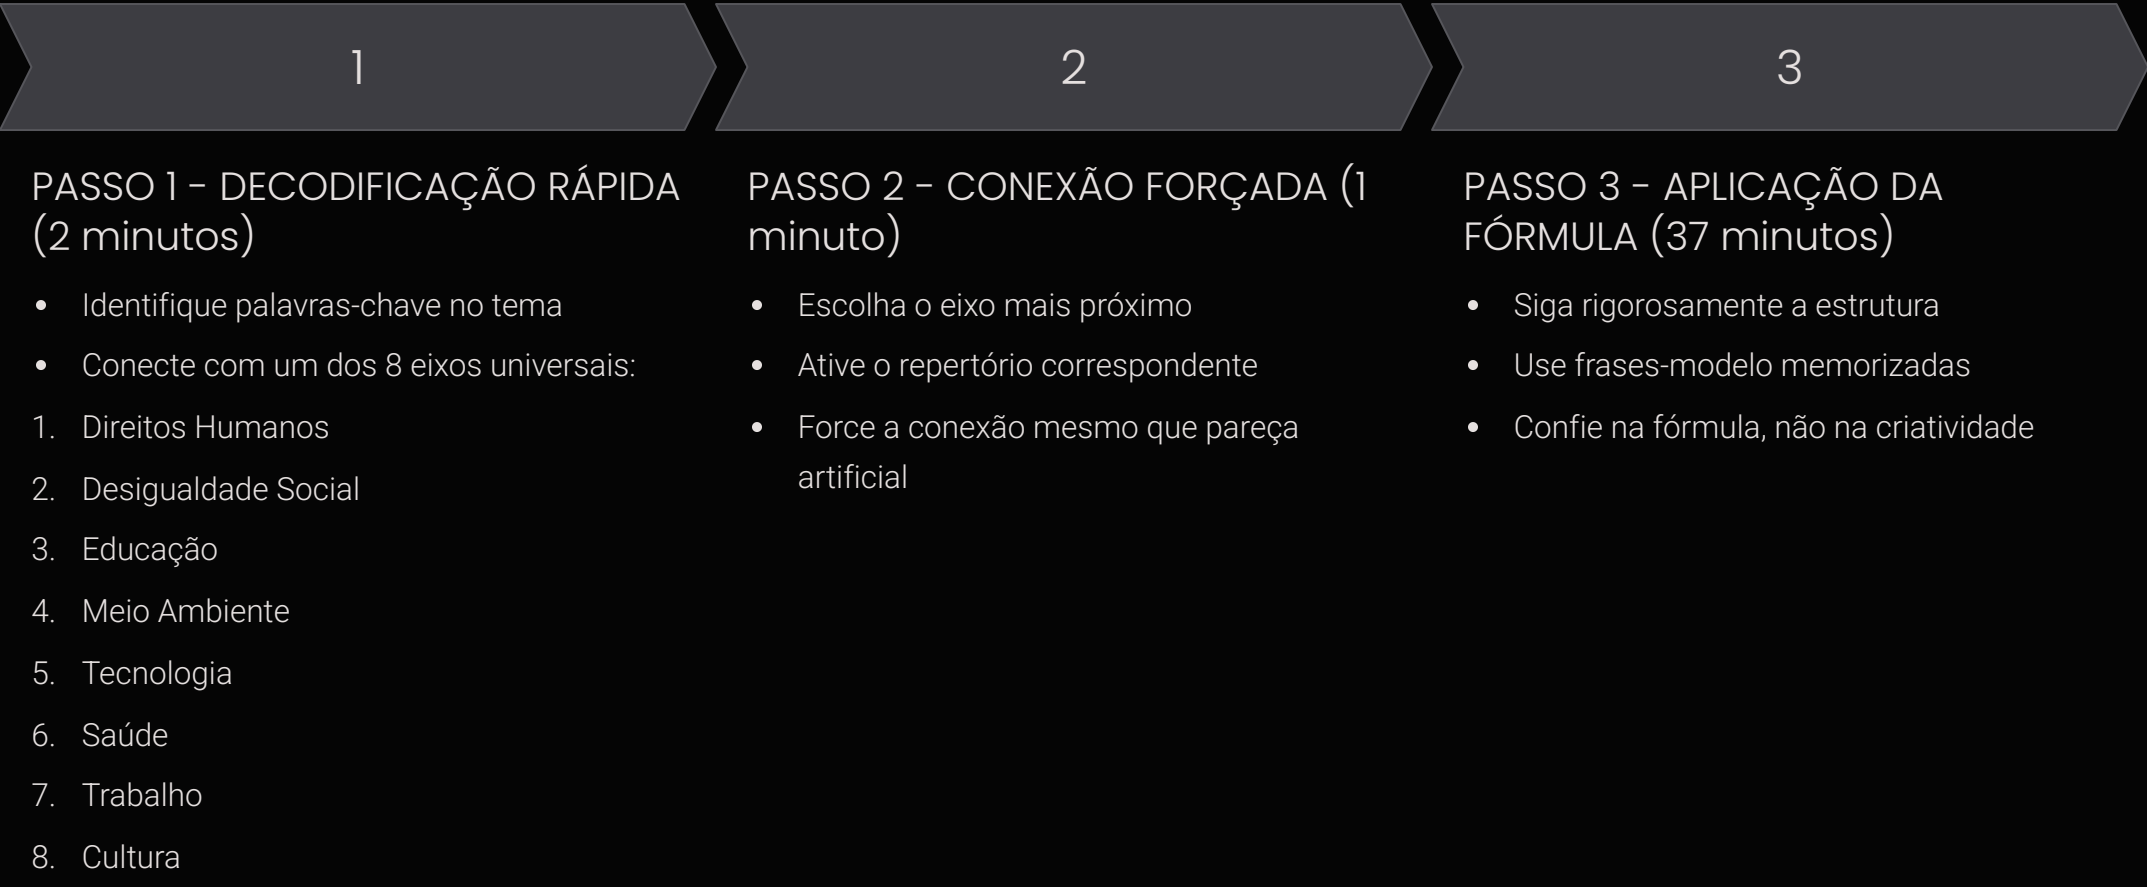 1
2
3
PASSO 1 - DECODIFICAÇÃO RÁPIDA
(2 minutos)
• Identifique palavras-chave no tema
• Conecte com um dos 8 eixos universais:
1. Direitos Humanos
2. Desigualdade Social
3. Educação
4. Meio Ambiente
5. Tecnologia
6. Saúde
7. Trabalho
8. Cultura
PASSO 2 - CONEXÃO FORÇADA (1
minuto)
• Escolha o eixo mais próximo
• Ative o repertório correspondente
• Force a conexão mesmo que pareça
artificial
PASSO 3 - APLICAÇÃO DA
FÓRMULA (37 minutos)
• Siga rigorosamente a estrutura
• Use frases-modelo memorizadas
• Confie na fórmula, não na criatividade